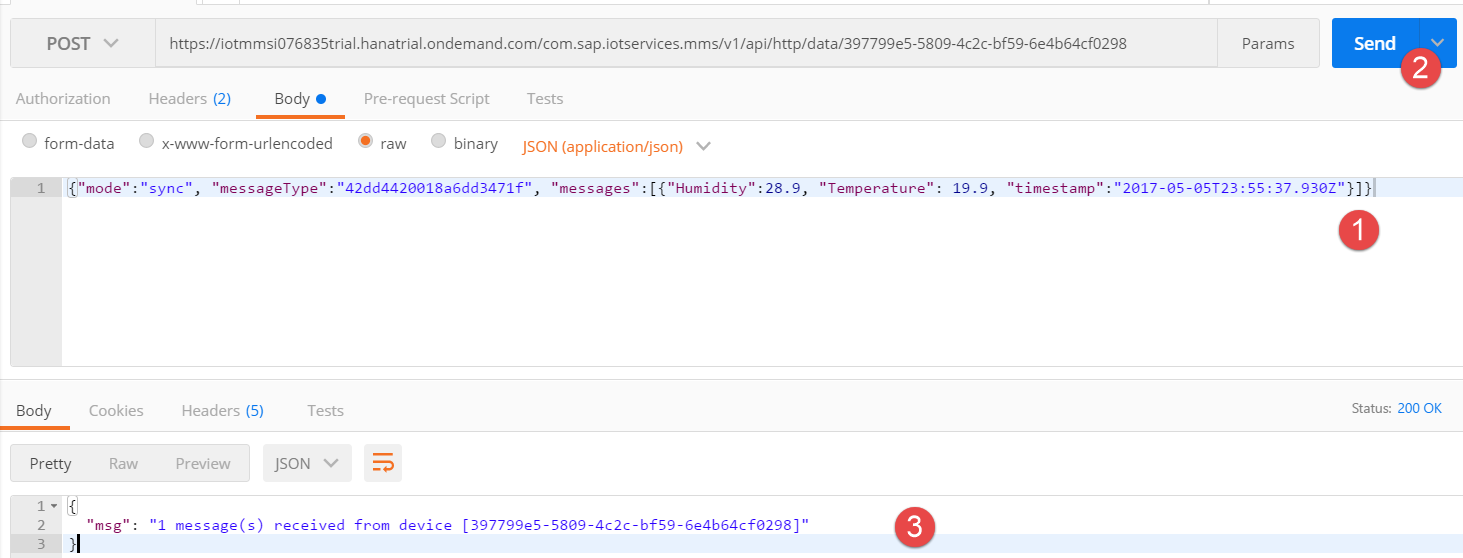 POST https://iotmmsi076835trial.hanatrial.ondemand.com/com.sap.iotservices.mms/v1/api/http/data/397799e5-5809-4c2c-bf59-6e4b64cf0298 Params Send
2
Authorization Headers (2) Body Pre-request Script Tests
form-data x-www-form-urlencoded raw binary JSON (application/json)
1 {"mode":"sync", "messageType":"42dd4420018a6dd3471f", "messages":[{"Humidity":28.9, "Temperature": 19.9, "timestamp":"2017-05-05T23:55:37.930Z"}]}
1
Body Cookies Headers (5) Tests Status: 200 OK
Pretty Raw Preview JSON
1 {
2 "msg": "1 message(s) received from device [397799e5-5809-4c2c-bf59-6e4b64cf0298]"
3
3 }